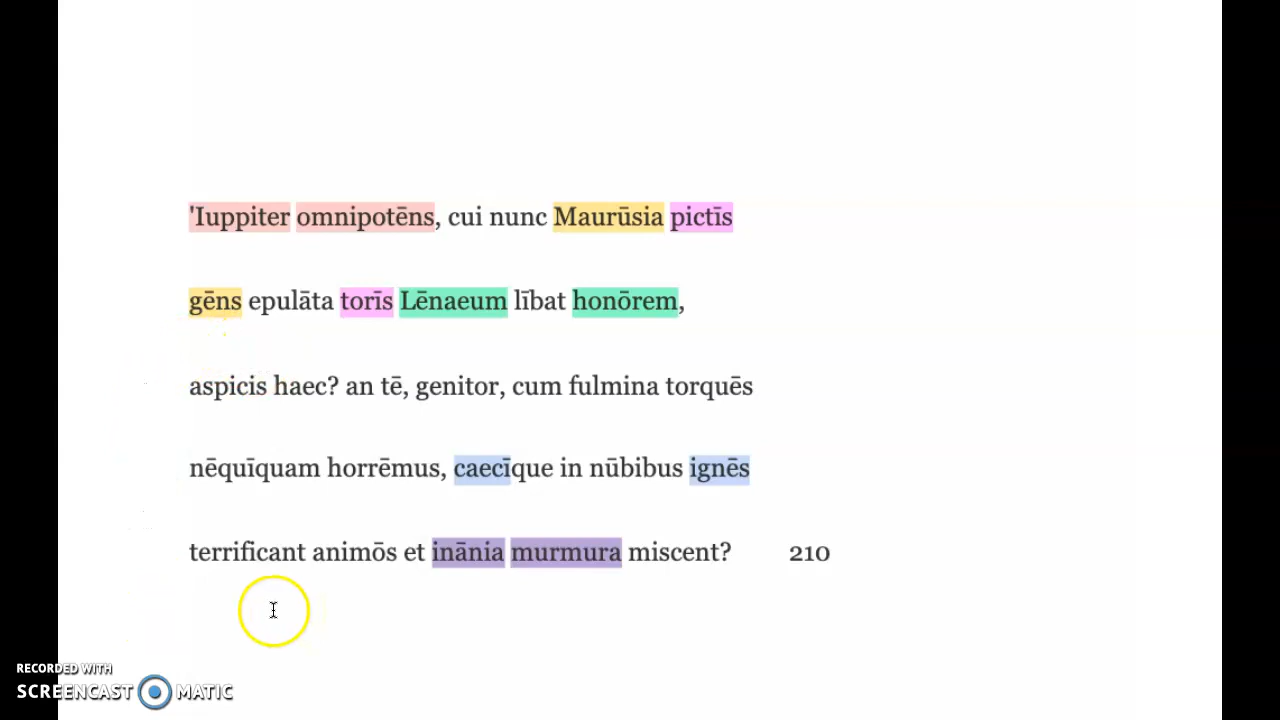 'Iuppiter omnipotēns, cui nunc Maurūsia pictīs
gēns epulāta torīs Lēnaeum lībat honōrem,
aspicis haec? an tē, genitor, cum fulmina torquēs
nēquīquam horrēmus, caecīque in nūbibus ignēs
terrificant animōs et inānia murmura miscent? 210
RECORDED WITH
SCREENCAST MATIC